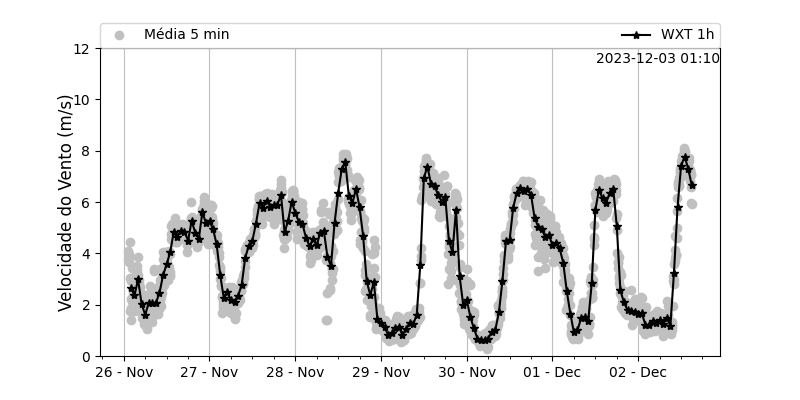 Média 5 min
WXT 1h
2023-12-03 01:10
Velocidade do Vento (m/s)
12
10
8
6
4
2
0
26 - Nov
27 - Nov
28 - Nov
29 - Nov
30 - Nov
01 - Dec
02 - Dec